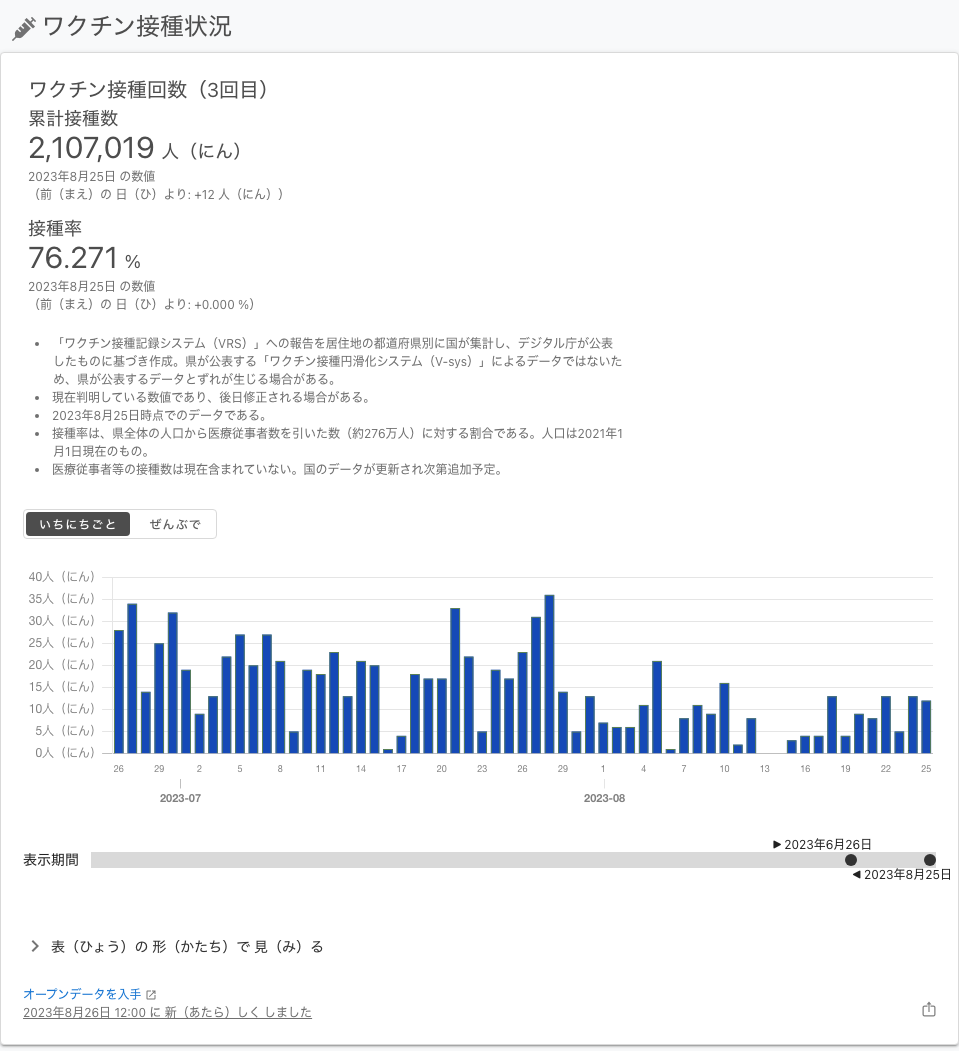 ワクチン接種状況
ワクチン接種回数（3回目）
累計接種数
2,107,019 人（にん）
2023年8月25日 の数値
（前（まえ）の 日（ひ）より: +12 人（にん））
接種率
76.271 %
2023年8月25日 の数値
（前（まえ）の 日（ひ）より: +0.000 %）
• 「ワクチン接種記録システム（VRS）」への報告を居住地の都道府県別に国が集計し、デジタル庁が公表
したものに基づき作成。県が公表する「ワクチン接種円滑化システム（V-sys）」によるデータではないた
め、県が公表するデータとずれが生じる場合がある。
• 現在判明している数値であり、後日修正される場合がある。
• 2023年8月25日時点でのデータである。
• 接種率は、県全体の人口から医療従事者数を引いた数（約276万人）に対する割合である。人口は2021年1
月1日現在のもの。
• 医療従事者等の接種数は現在含まれていない。国のデータが更新され次第追加予定。
いちにちごと ぜんぶで
40人（にん）
35人（にん）
30人（にん）
25人（にん）
20人（にん）
15人（にん）
10人（にん）
5人（にん）
0人（にん）
26 29 2 5 8 11 14 17 20 23 26 29 1 4 7 10 13 16 19 22 25
2023-07 2023-08
▶ 2023年6月26日
表示期間
◀ 2023年8月25日
表（ひょう）の 形（かたち）で 見（み）る
オープンデータを入手
2023年8月26日 12:00 に 新（あたら）しく しました